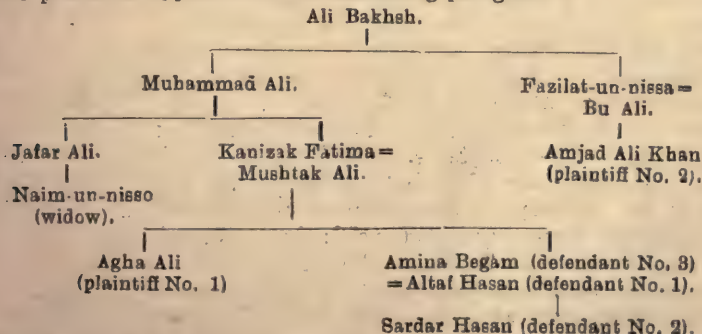 Ali Bakhsh.
Muhammad Ali.
Fazilat-un-nissa =
Bu Ali.
Jafar Ali.
Kanizak Fatima =
Mushtak Ali.
Amjad Ali Khan
(plaintiff No. 2).
Naim-un-nisso
(widow).
Agha Ali
(plaintiff No. 1)
Amina Begam (defendant No. 3)
= Altaf Hasan (defendant No. 1).
Sardar Hasan (defendant No. 2).